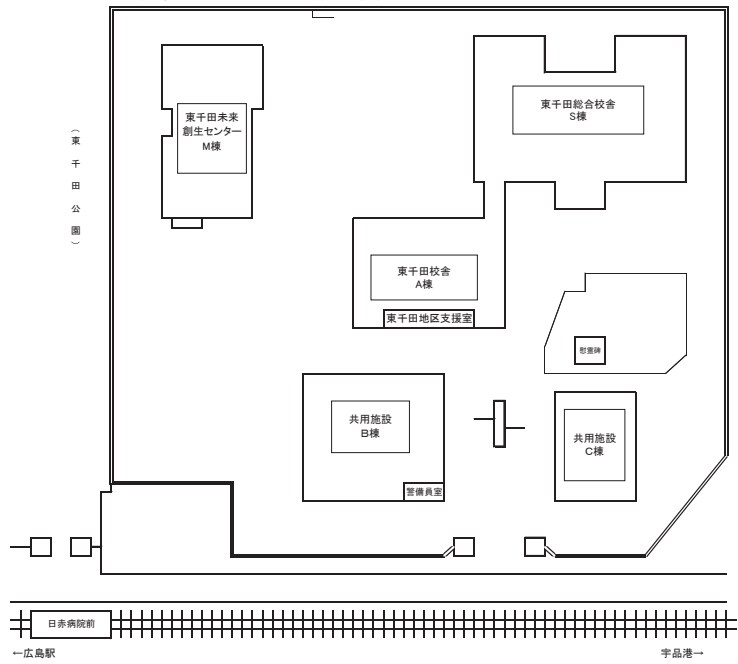 東千田未来
創生センター
M棟
東千田総合校舎
S棟
（東千田公園）
東千田校舎
A棟
東千田地区支援室
慰霊碑
共用施設
B棟
共用施設
C棟
警備員室
日赤病院前
←広島駅
宇品港→